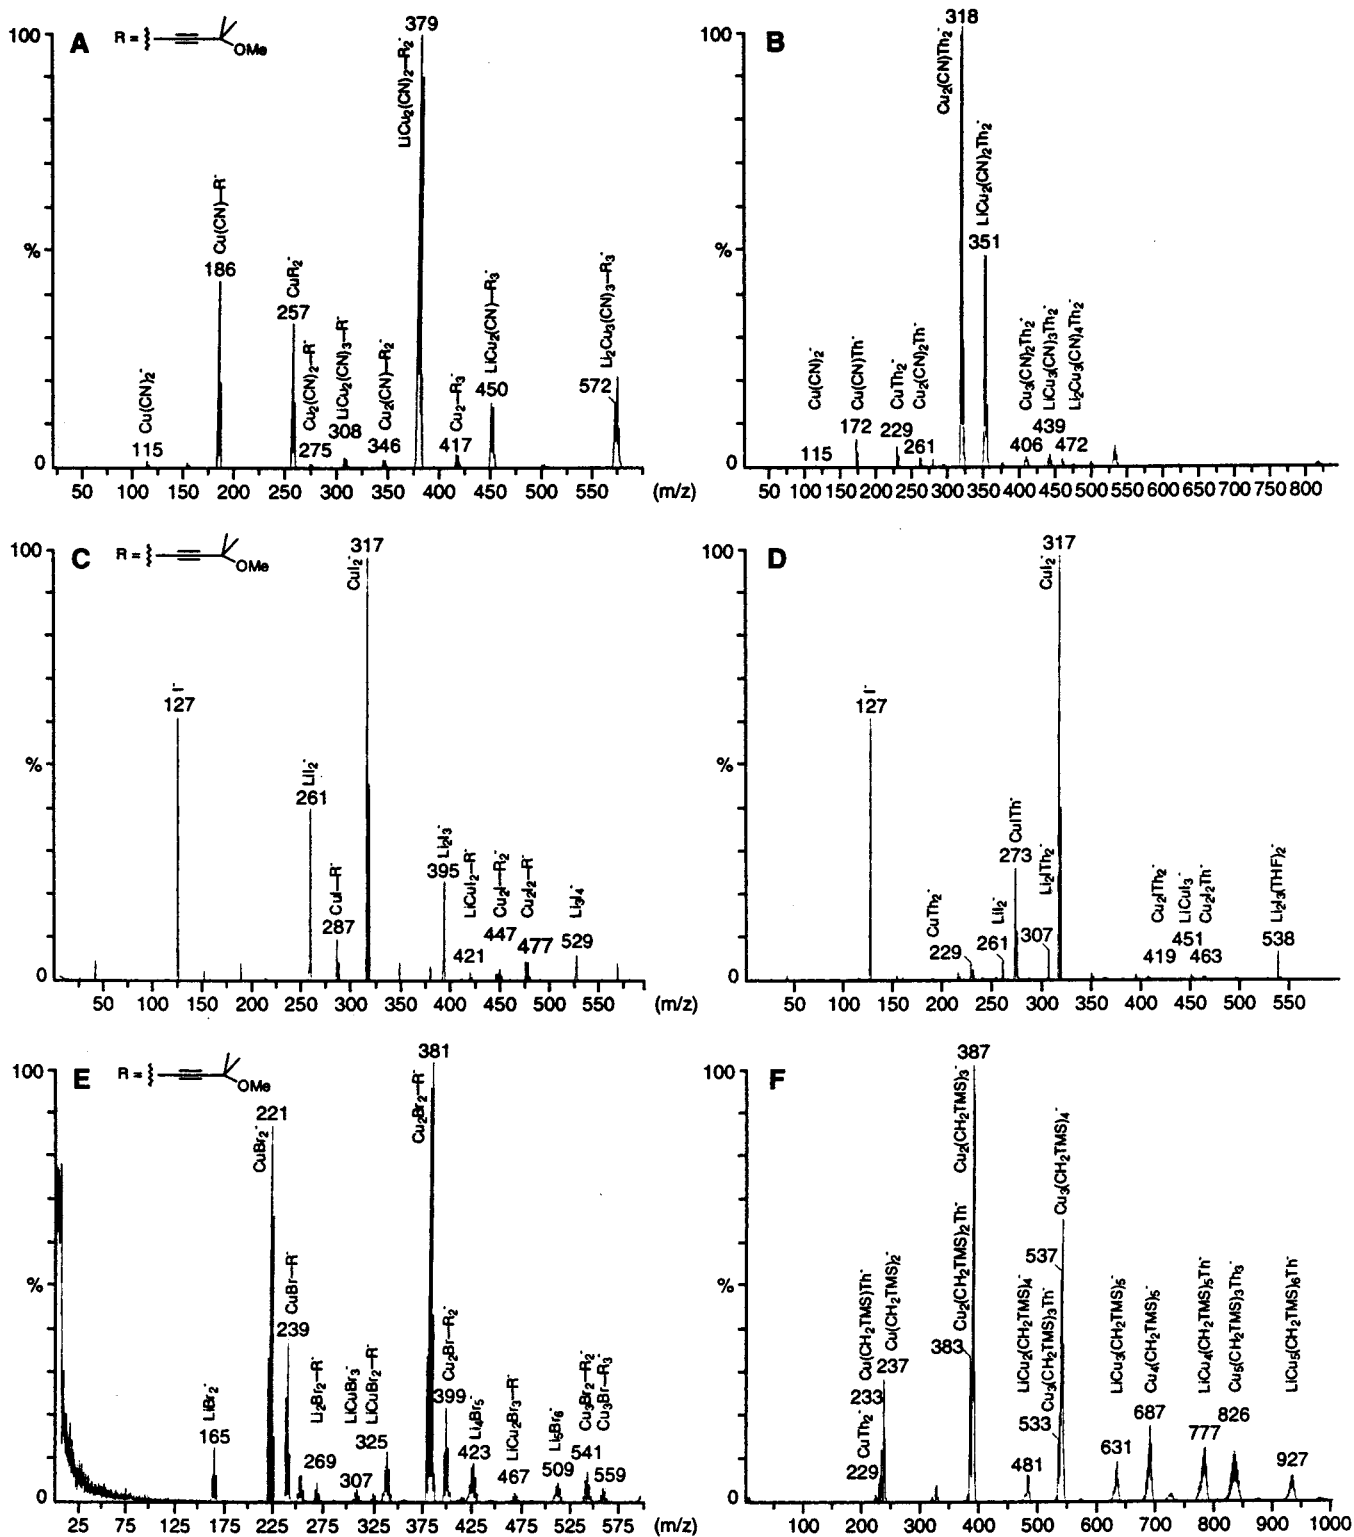 A R = OMe
100
%
0
Cu(CN)2- 115
Cu(CN)—R- 186
CuR2- 257
Cu2(CN)2—R- 275
LiCu2(CN)3—R- 308
Cu2(CN)—R2- 346
LiCu2(CN)2—R2- 379
Cu2—R3- 417
LiCu2(CN)—R3- 450
Li2Cu3(CN)3—R3- 572
50 100 150 200 250 300 350 400 450 500 550 (m/z)
B
100
%
0
Cu(CN)2- 115
Cu(CN)Th- 172
CuTh2- 229
Cu2(CN)2Th- 261
Cu2(CN)Th2- 318
LiCu2(CN)2Th2- 351
Cu3(CN)2Th2- 406
LiCu3(CN)3Th2- 439
Li2Cu3(CN)4Th2- 472
50 100 150 200 250 300 350 400 450 500 550 600 650 700 750 800
C R = OMe
100
%
0
I- 127
LiI2- 261
CuI—R- 287
CuI2- 317
Li2I3- 395
LiCuI2—R- 421
Cu2I—R2- 447
Cu2I2—R- 477
Li3I4- 529
50 100 150 200 250 300 350 400 450 500 550 (m/z)
D
100
%
0
I- 127
CuTh2- 229
LiI2- 261
CuITh- 273
Li2ITh2- 307
CuI2- 317
Cu2ITh2- 419
LiCuI3- 451
Cu2I2Th- 463
Li2I3(THF)2- 538
50 100 150 200 250 300 350 400 450 500 550
E R = OMe
100
%
0
LiBr2- 165
CuBr2- 221
CuBr—R- 239
Li2Br2—R- 269
LiCuBr3- 307
LiCuBr2—R- 325
Cu2Br2—R- 381
Cu2Br—R2- 399
Li4Br5- 423
LiCu2Br3—R- 467
Li5Br6- 509
Cu3Br2—R2- 541
Cu3Br—R3- 559
25 75 125 175 225 275 325 375 425 475 525 575 (m/z)
F
100
%
0
CuTh2- 229
Cu(CH2TMS)Th- 233
Cu(CH2TMS)2- 237
Cu2(CH2TMS)2Th- 383
Cu2(CH2TMS)3- 387
LiCu2(CH2TMS)4- 481
Cu3(CH2TMS)3Th- 533
Cu3(CH2TMS)4- 537
LiCu3(CH2TMS)5- 631
Cu4(CH2TMS)5- 687
LiCu4(CH2TMS)5Th- 777
Cu5(CH2TMS)3Th3- 826
LiCu5(CH2TMS)6Th- 927
100 200 300 400 500 600 700 800 900 1000